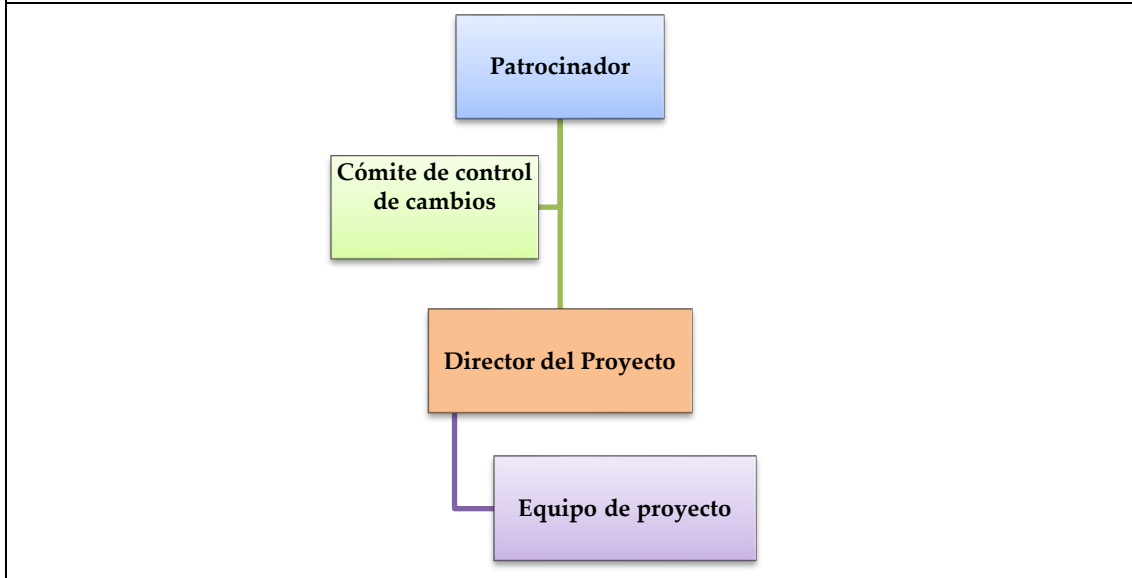 Patrocinador
Cómite de control
de cambios
Director del Proyecto
Equipo de proyecto